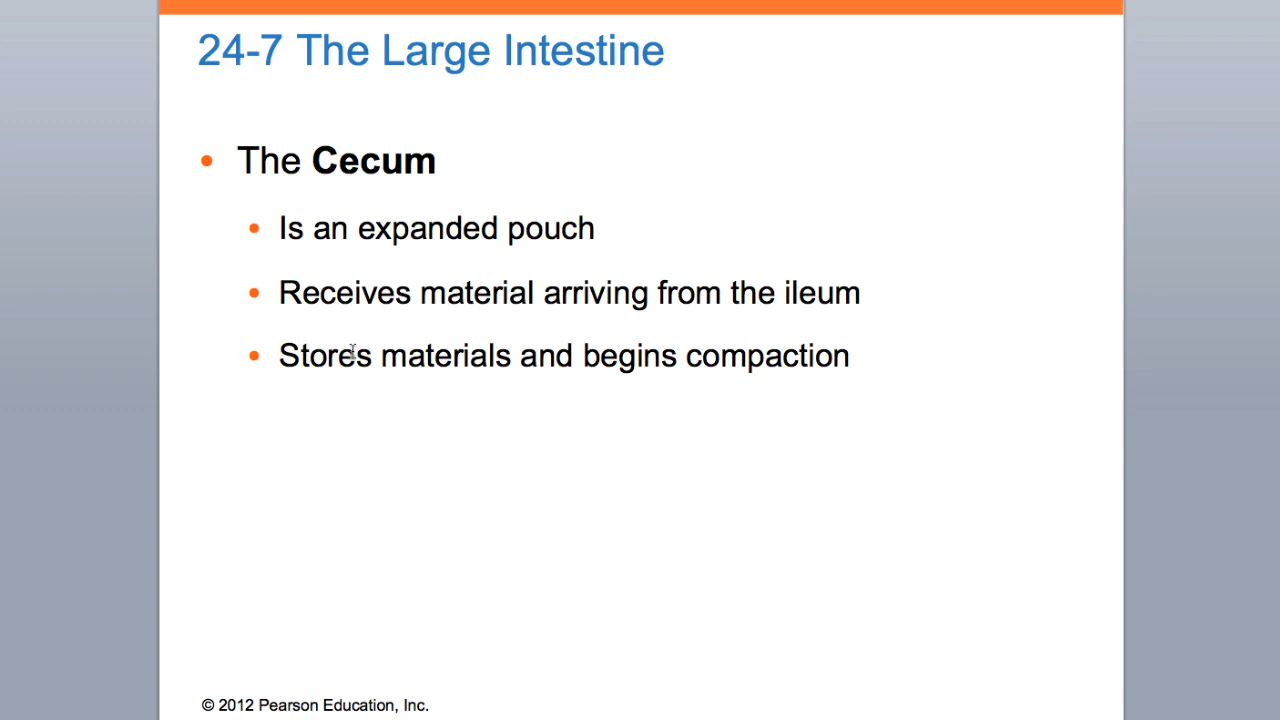 24-7 The Large Intestine
• The Cecum
• Is an expanded pouch
• Receives material arriving from the ileum
• Stores materials and begins compaction
© 2012 Pearson Education, Inc.